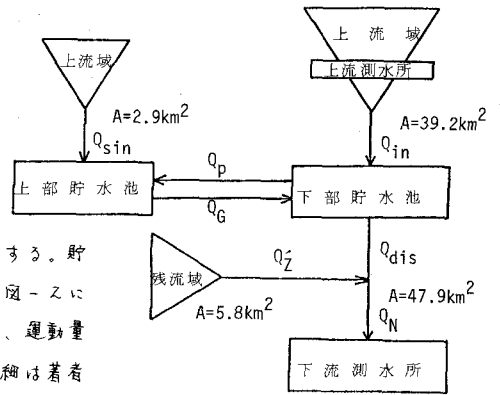 上流域
上流域
上流測水所
A=2.9km²
A=39.2km²
Qsin
Qin
Qp
上部貯水池
下部貯水池
QG
Qdis
する。貯
残流域
QŹ
図-2に
A=47.9km²
A=5.8km²
、運動量
QN
細は著者
下流測水所